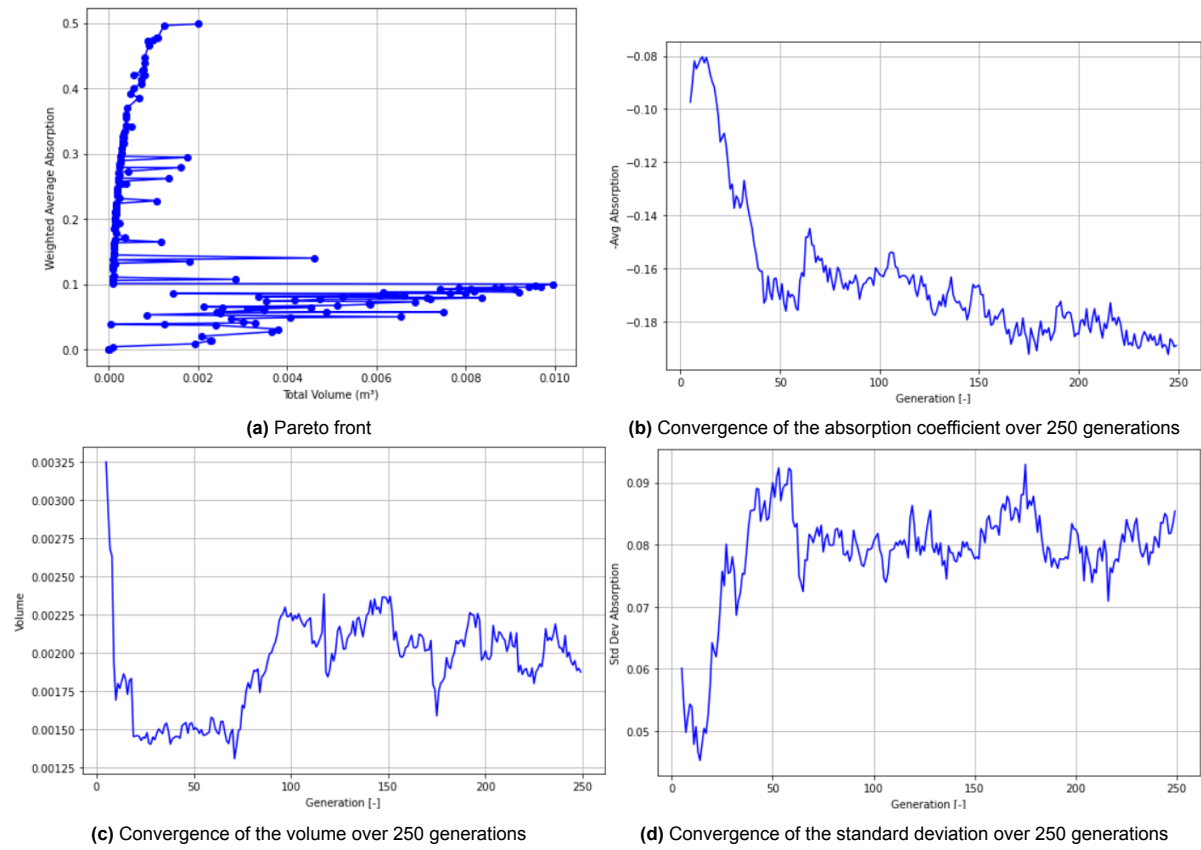 0.5
0.4
0.3
0.2
0.1
0.0
Weighted Average Absorption
0.000 0.002 0.004 0.006 0.008 0.010
Total Volume (m³)
(a) Pareto front
−0.08
−0.10
−0.12
−0.14
−0.16
−0.18
-Avg Absorption
0 50 100 150 200 250
Generation [-]
(b) Convergence of the absorption coefficient over 250 generations
0.00325
0.00300
0.00275
0.00250
0.00225
0.00200
0.00175
0.00150
0.00125
Volume
0 50 100 150 200 250
Generation [-]
(c) Convergence of the volume over 250 generations
0.09
0.08
0.07
0.06
0.05
Std Dev Absorption
0 50 100 150 200 250
Generation [-]
(d) Convergence of the standard deviation over 250 generations